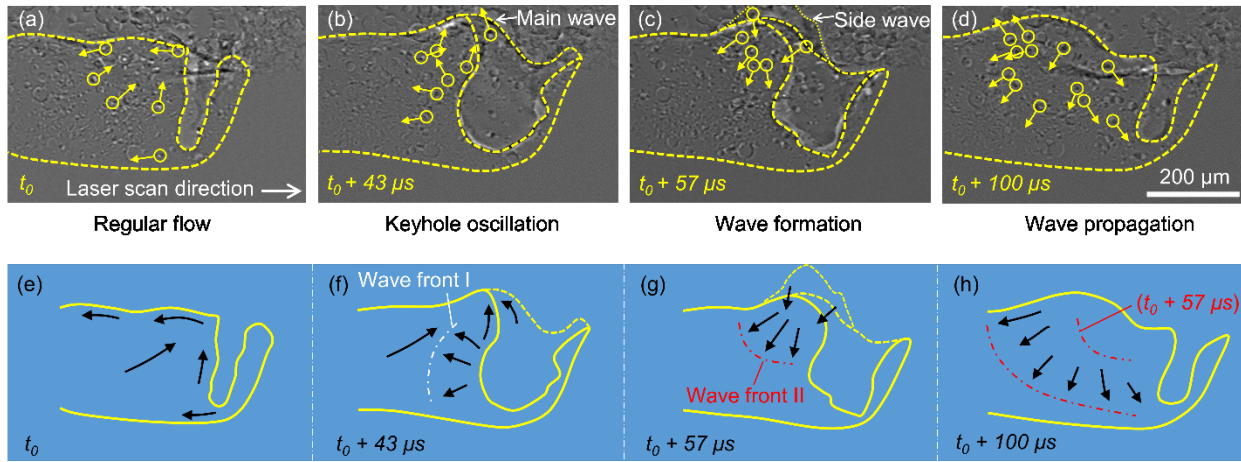 (a)
t0
Laser scan direction
Regular flow
(b)
Main wave
t0 + 43 µs
Keyhole oscillation
(c)
Side wave
t0 + 57 µs
Wave formation
(d)
200 µm
t0 + 100 µs
Wave propagation
(e)
t0
(f)
Wave front I
t0 + 43 µs
(g)
Wave front II
t0 + 57 µs
(h)
(t0 + 57 µs)
t0 + 100 µs